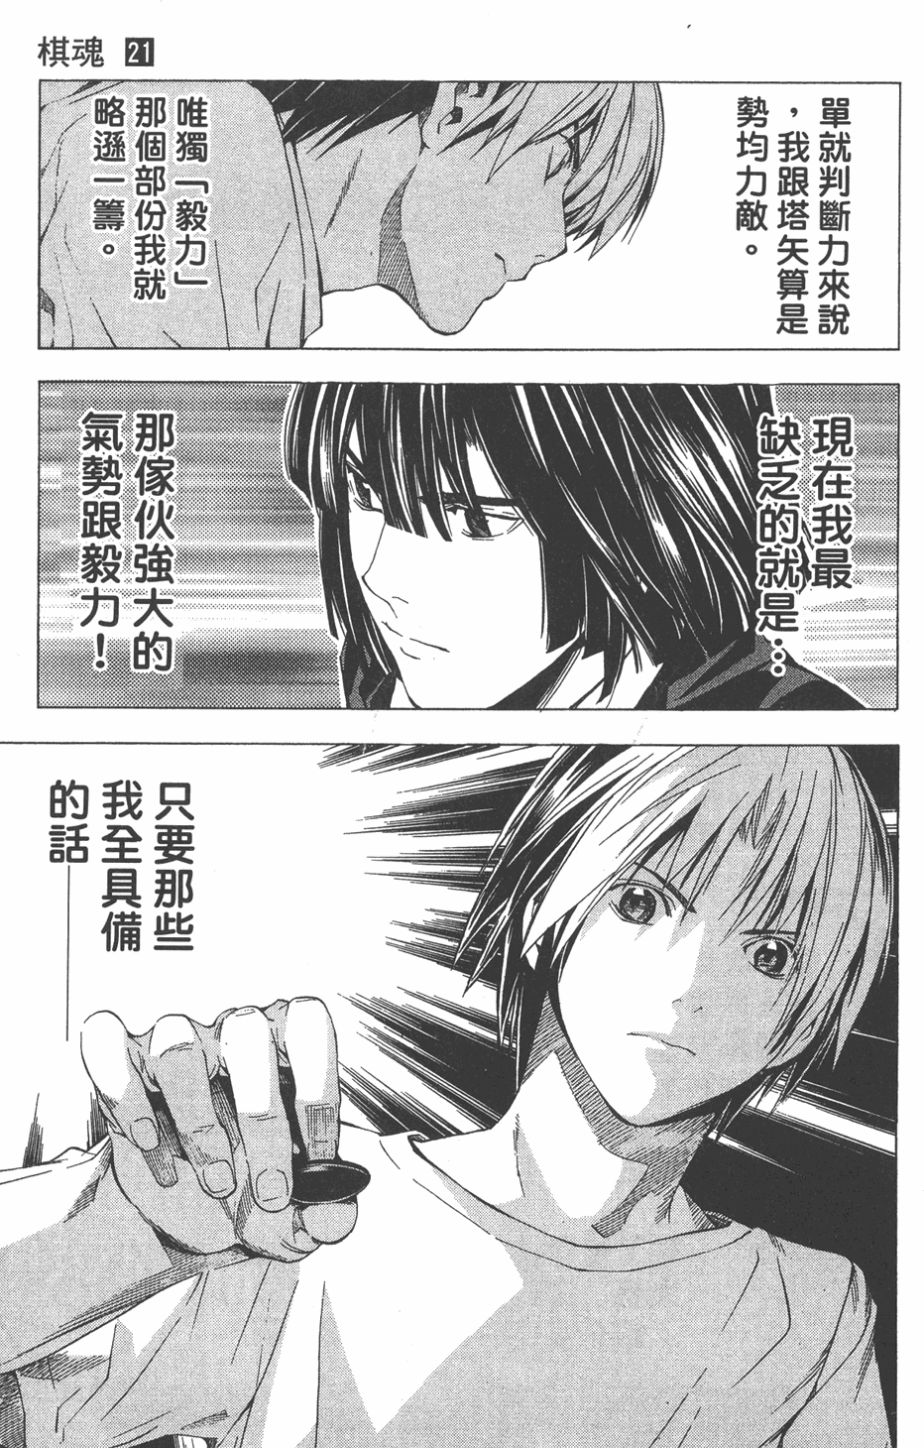 棋魂 21
單就判斷力來說
，我跟塔矢算是
勢均力敵。
唯獨「毅力」
那個部份我就
略遜一籌。
現在我最
缺乏的就是…
那傢伙強大的
氣勢跟毅力！
只要那些
我全具備
的話——